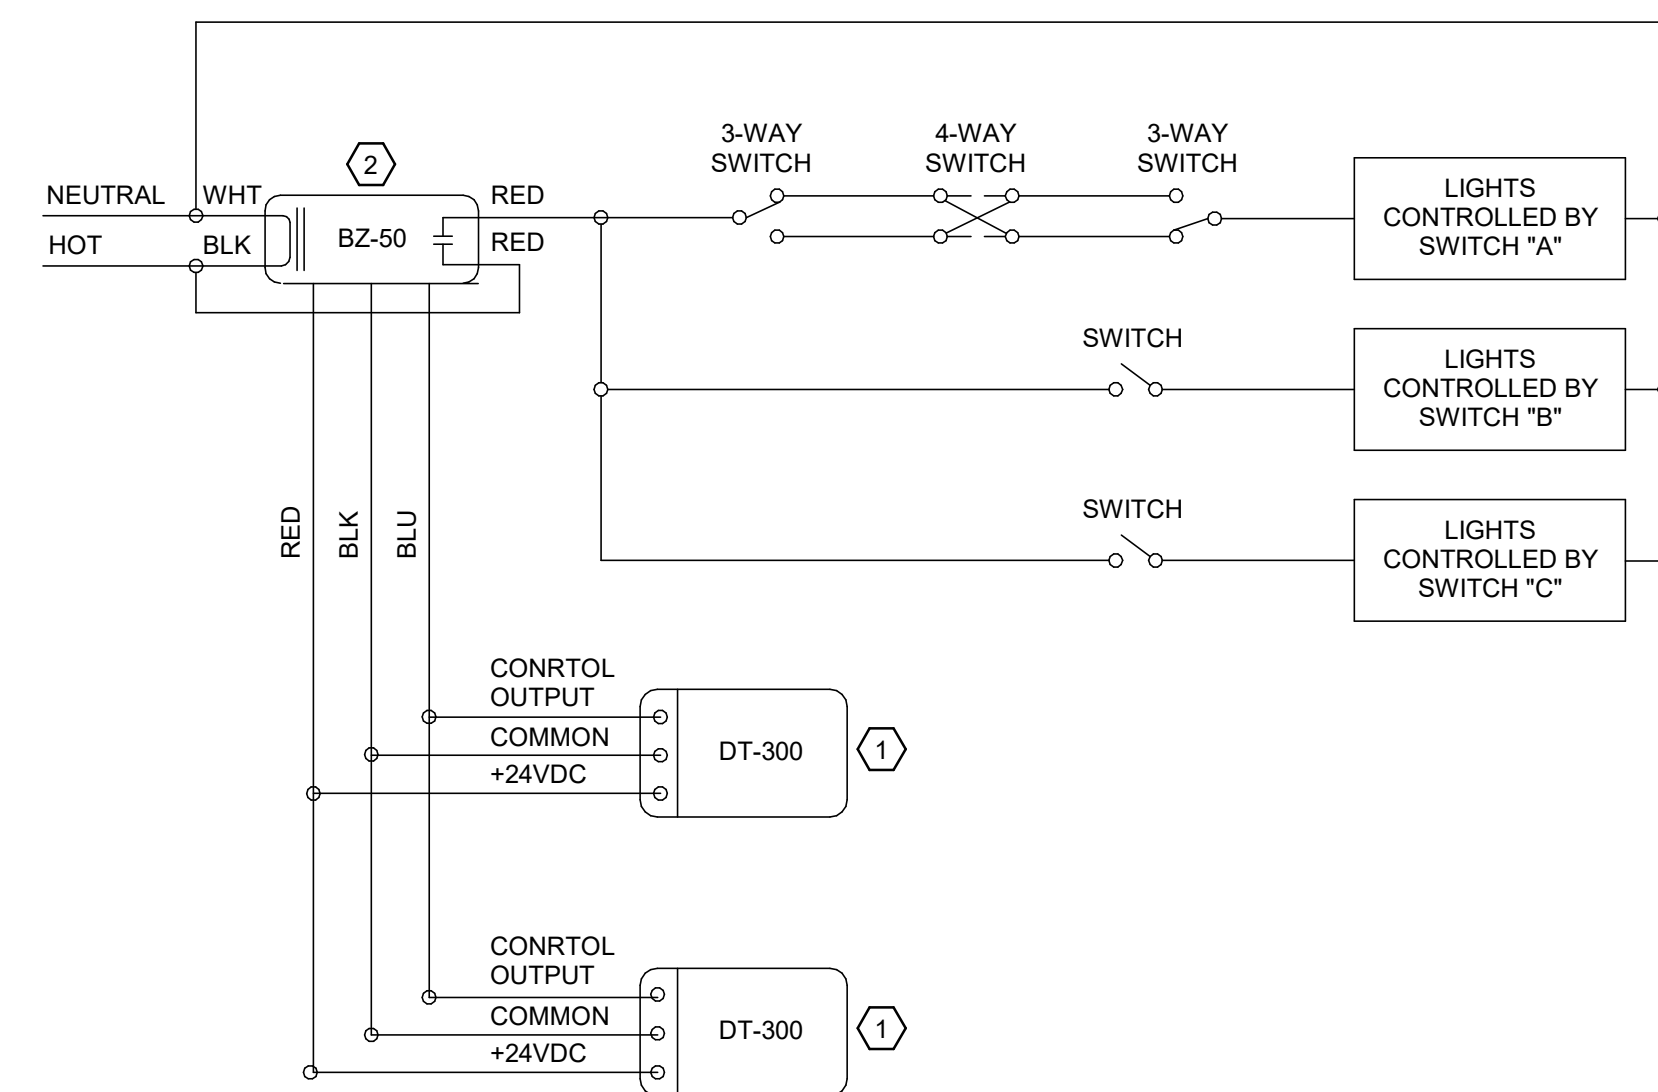 3-WAY
SWITCH
4-WAY
SWITCH
3-WAY
SWITCH
2
NEUTRAL
WHT
RED
HOT
BLK
BZ-50
RED
LIGHTS
CONTROLLED BY
SWITCH "A"
SWITCH
LIGHTS
CONTROLLED BY
SWITCH "B"
SWITCH
LIGHTS
CONTROLLED BY
SWITCH "C"
RED
BLK
BLU
CONRTOL
OUTPUT
COMMON
+24VDC
DT-300
1
CONRTOL
OUTPUT
COMMON
+24VDC
DT-300
1